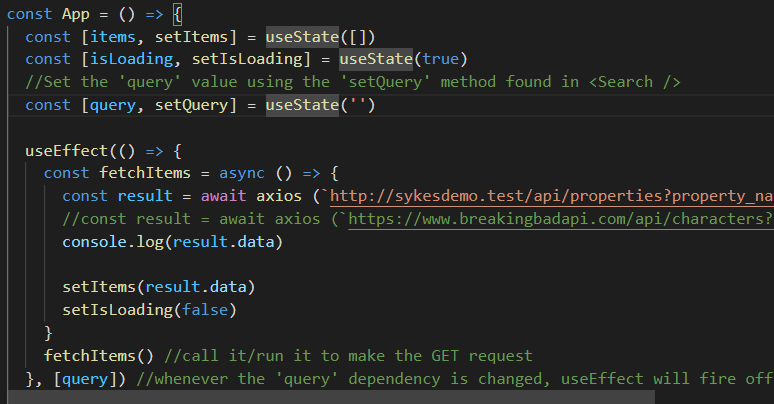 const App = () => {
const [items, setItems] = useState([])
const [isLoading, setIsLoading] = useState(true)
//Set the 'query' value using the 'setQuery' method found in <Search />
const [query, setQuery] = useState('')
useEffect(() => {
const fetchItems = async () => {
const result = await axios (`http://sykesdemo.test/api/properties?property_na
//const result = await axios (`https://www.breakingbadapi.com/api/characters?
console.log(result.data)
setItems(result.data)
setIsLoading(false)
}
fetchItems() //call it/run it to make the GET request
}, [query]) //whenever the 'query' dependency is changed, useEffect will fire off